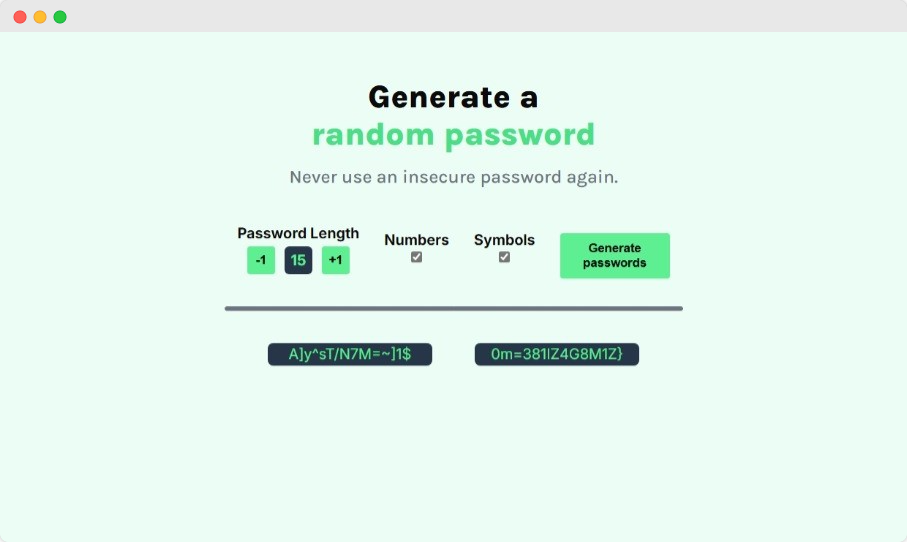 Generate a
random password
Never use an insecure password again.
Password Length
-1 15 +1
Numbers
Symbols
Generate
passwords
A]y^sT/N7M=~]1$
0m=381IZ4G8M1Z}